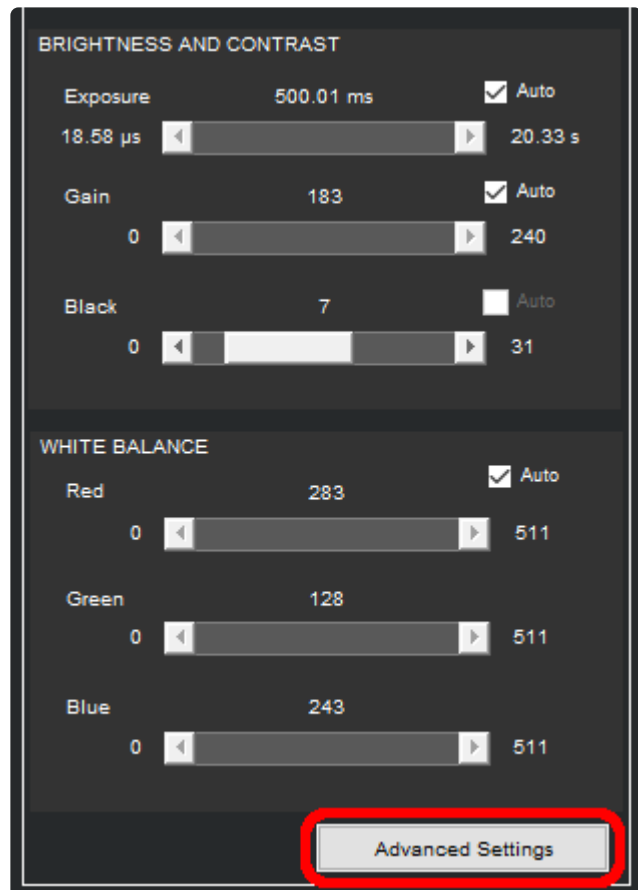 BRIGHTNESS AND CONTRAST
Exposure 500.01 ms Auto
18.58 µs 20.33 s
Gain 183 Auto
0 240
Black 7 Auto
0 31
WHITE BALANCE
Auto
Red 283
0 511
Green 128
0 511
Blue 243
0 511
Advanced Settings